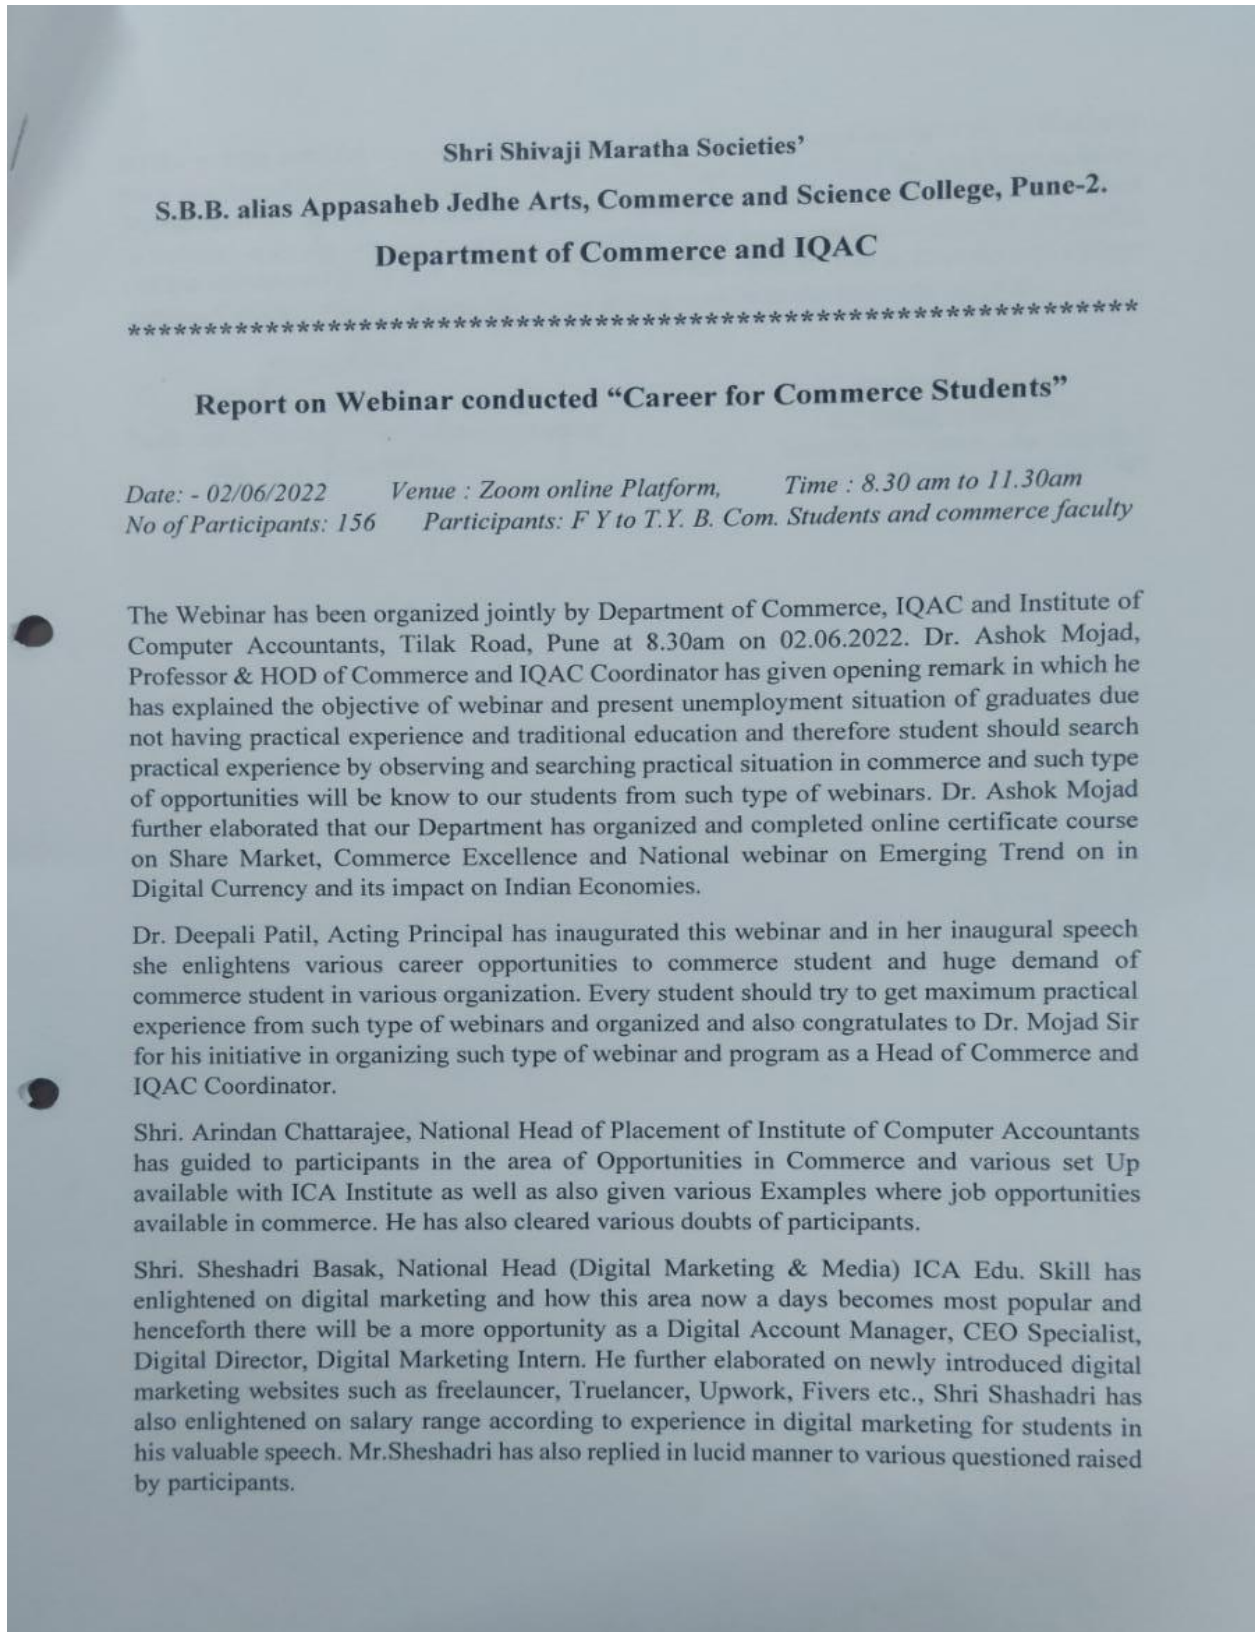 Shri Shivaji Maratha Societies’
S.B.B. alias Appasaheb Jedhe Arts, Commerce and Science College, Pune-2.
Department of Commerce and IQAC
******************************************************************
Report on Webinar conducted “Career for Commerce Students”
Date: - 02/06/2022 Venue : Zoom online Platform, Time : 8.30 am to 11.30am
No of Participants: 156 Participants: F Y to T.Y. B. Com. Students and commerce faculty
The Webinar has been organized jointly by Department of Commerce, IQAC and Institute of
Computer Accountants, Tilak Road, Pune at 8.30am on 02.06.2022. Dr. Ashok Mojad,
Professor & HOD of Commerce and IQAC Coordinator has given opening remark in which he
has explained the objective of webinar and present unemployment situation of graduates due
not having practical experience and traditional education and therefore student should search
practical experience by observing and searching practical situation in commerce and such type
of opportunities will be know to our students from such type of webinars. Dr. Ashok Mojad
further elaborated that our Department has organized and completed online certificate course
on Share Market, Commerce Excellence and National webinar on Emerging Trend on in
Digital Currency and its impact on Indian Economies.
Dr. Deepali Patil, Acting Principal has inaugurated this webinar and in her inaugural speech
she enlightens various career opportunities to commerce student and huge demand of
commerce student in various organization. Every student should try to get maximum practical
experience from such type of webinars and organized and also congratulates to Dr. Mojad Sir
for his initiative in organizing such type of webinar and program as a Head of Commerce and
IQAC Coordinator.
Shri. Arindan Chattarajee, National Head of Placement of Institute of Computer Accountants
has guided to participants in the area of Opportunities in Commerce and various set Up
available with ICA Institute as well as also given various Examples where job opportunities
available in commerce. He has also cleared various doubts of participants.
Shri. Sheshadri Basak, National Head (Digital Marketing & Media) ICA Edu. Skill has
enlightened on digital marketing and how this area now a days becomes most popular and
henceforth there will be a more opportunity as a Digital Account Manager, CEO Specialist,
Digital Director, Digital Marketing Intern. He further elaborated on newly introduced digital
marketing websites such as freelauncer, Truelancer, Upwork, Fivers etc., Shri Shashadri has
also enlightened on salary range according to experience in digital marketing for students in
his valuable speech. Mr.Sheshadri has also replied in lucid manner to various questioned raised
by participants.